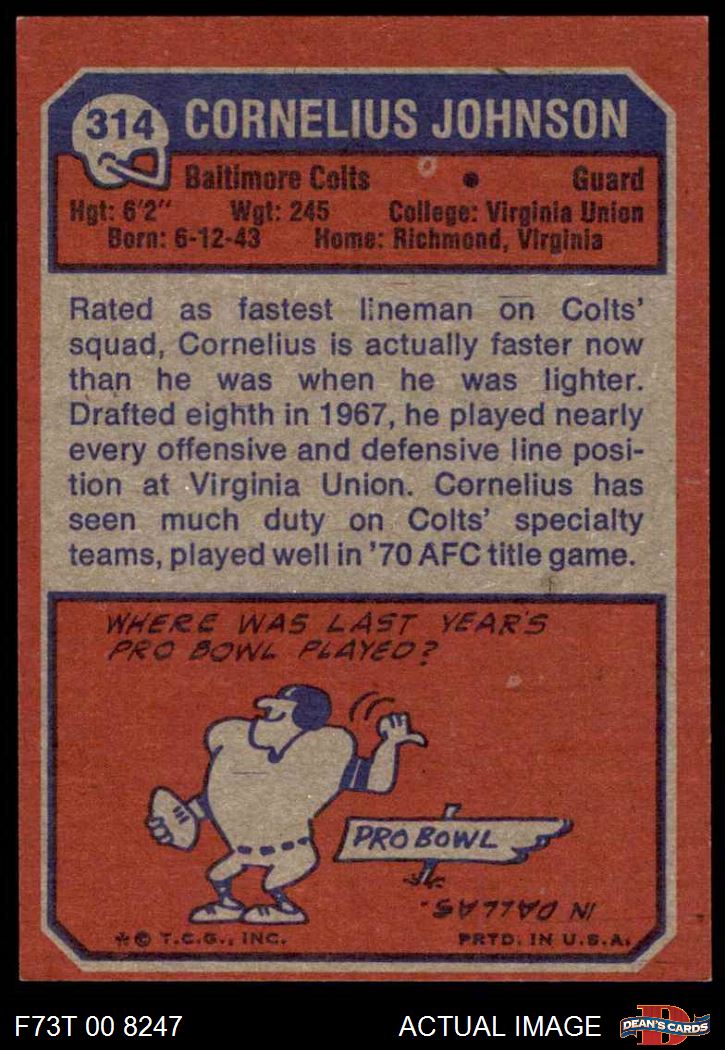 314 CORNELIUS JOHNSON
Baltimore Colts • Guard
Hgt: 6'2" Wgt: 245 College: Virginia Union
Born: 6-12-43 Home: Richmond, Virginia
Rated as fastest lineman on Colts'
squad, Cornelius is actually faster now
than he was when he was lighter.
Drafted eighth in 1967, he played nearly
every offensive and defensive line posi-
tion at Virginia Union. Cornelius has
seen much duty on Colts' specialty
teams, played well in '70 AFC title game.
WHERE WAS LAST YEAR'S
PRO BOWL PLAYED?
PRO BOWL
IN DALLAS.
*© T.C.G., INC. PRTD. IN U.S.A.
F73T 00 8247 ACTUAL IMAGE
D
DEAN'S CARDS